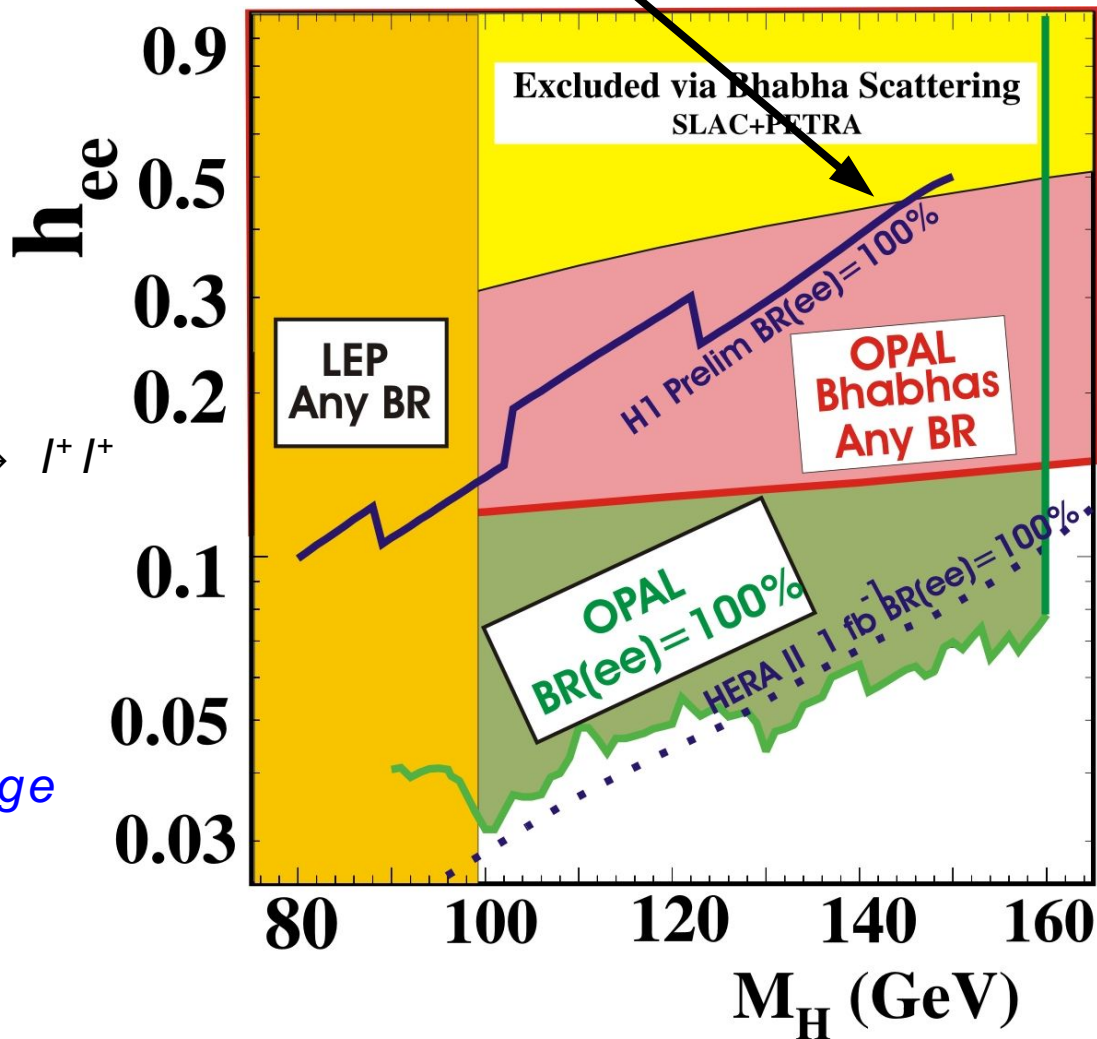 0.9
Excluded via Bhabha Scattering
SLAC+PETRA
h_ee
0.5
0.3
H1 Prelim BR(ee)=100%
LEP
Any BR
OPAL
Bhabhas
Any BR
0.2
→ l⁺ l⁺
0.1
OPAL
BR(ee)=100%
HERA II 1 fb⁻¹ BR(ee)=100%
0.05
ge
0.03
80 100 120 140 160
M_H (GeV)